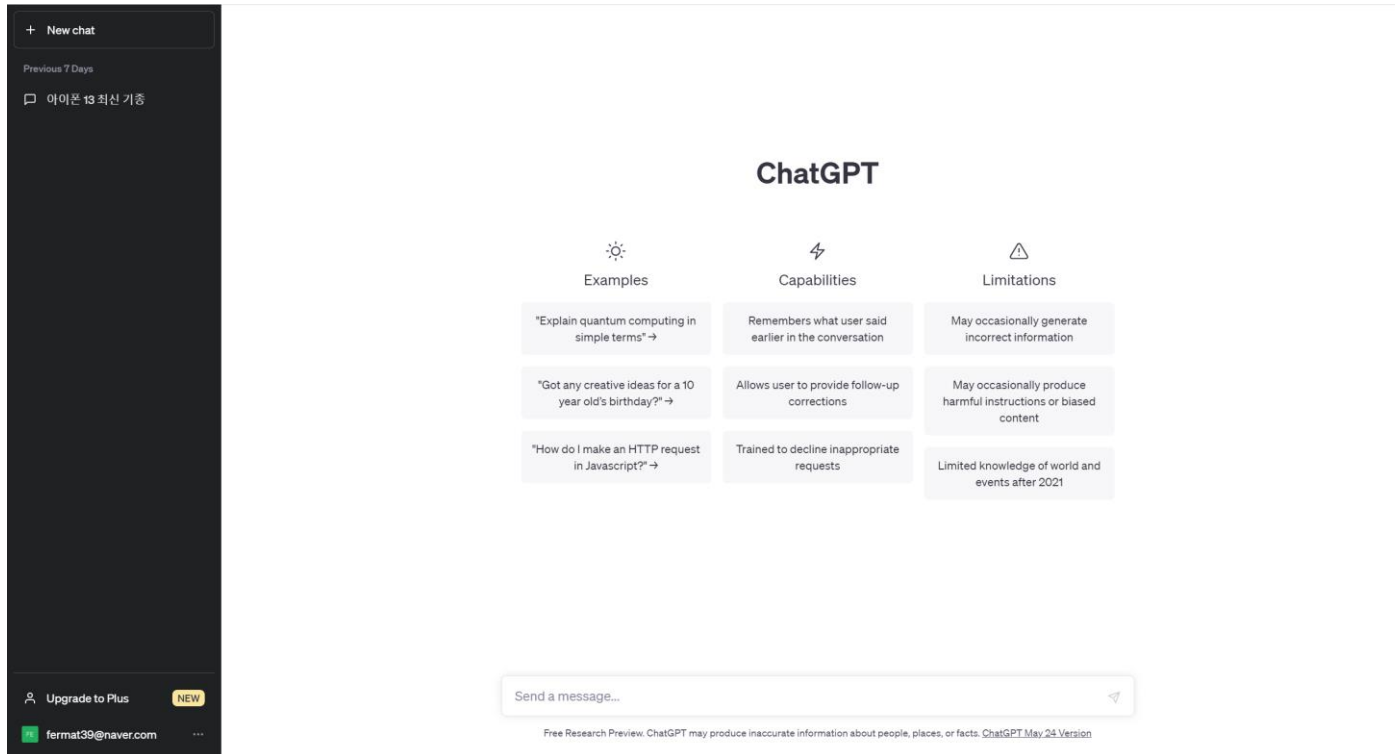 + New chat
Previous 7 Days
아이폰 13 최신 기종
ChatGPT
Examples
"Explain quantum computing in
simple terms" →
"Got any creative ideas for a 10
year old's birthday?" →
"How do I make an HTTP request
in Javascript?" →
Capabilities
Remembers what user said
earlier in the conversation
Allows user to provide follow-up
corrections
Trained to decline inappropriate
requests
Limitations
May occasionally generate
incorrect information
May occasionally produce
harmful instructions or biased
content
Limited knowledge of world and
events after 2021
Upgrade to Plus NEW
FE fermat39@naver.com ...
Send a message...
Free Research Preview. ChatGPT may produce inaccurate information about people, places, or facts. ChatGPT May 24 Version